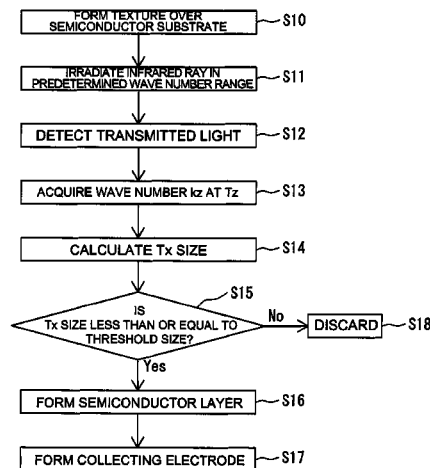 FORM TEXTURE OVER
SEMICONDUCTOR SUBSTRATE
S10
IRRADIATE INFRARED RAY IN
PREDETERMINED WAVE NUMBER RANGE
S11
DETECT TRANSMITTED LIGHT
S12
ACQUIRE WAVE NUMBER kz AT Tz
S13
CALCULATE Tx SIZE
S14
S15
IS
Tx SIZE LESS THAN OR EQUAL TO
THRESHOLD SIZE?
No
DISCARD
S18
Yes
FORM SEMICONDUCTOR LAYER
S16
FORM COLLECTING ELECTRODE
S17